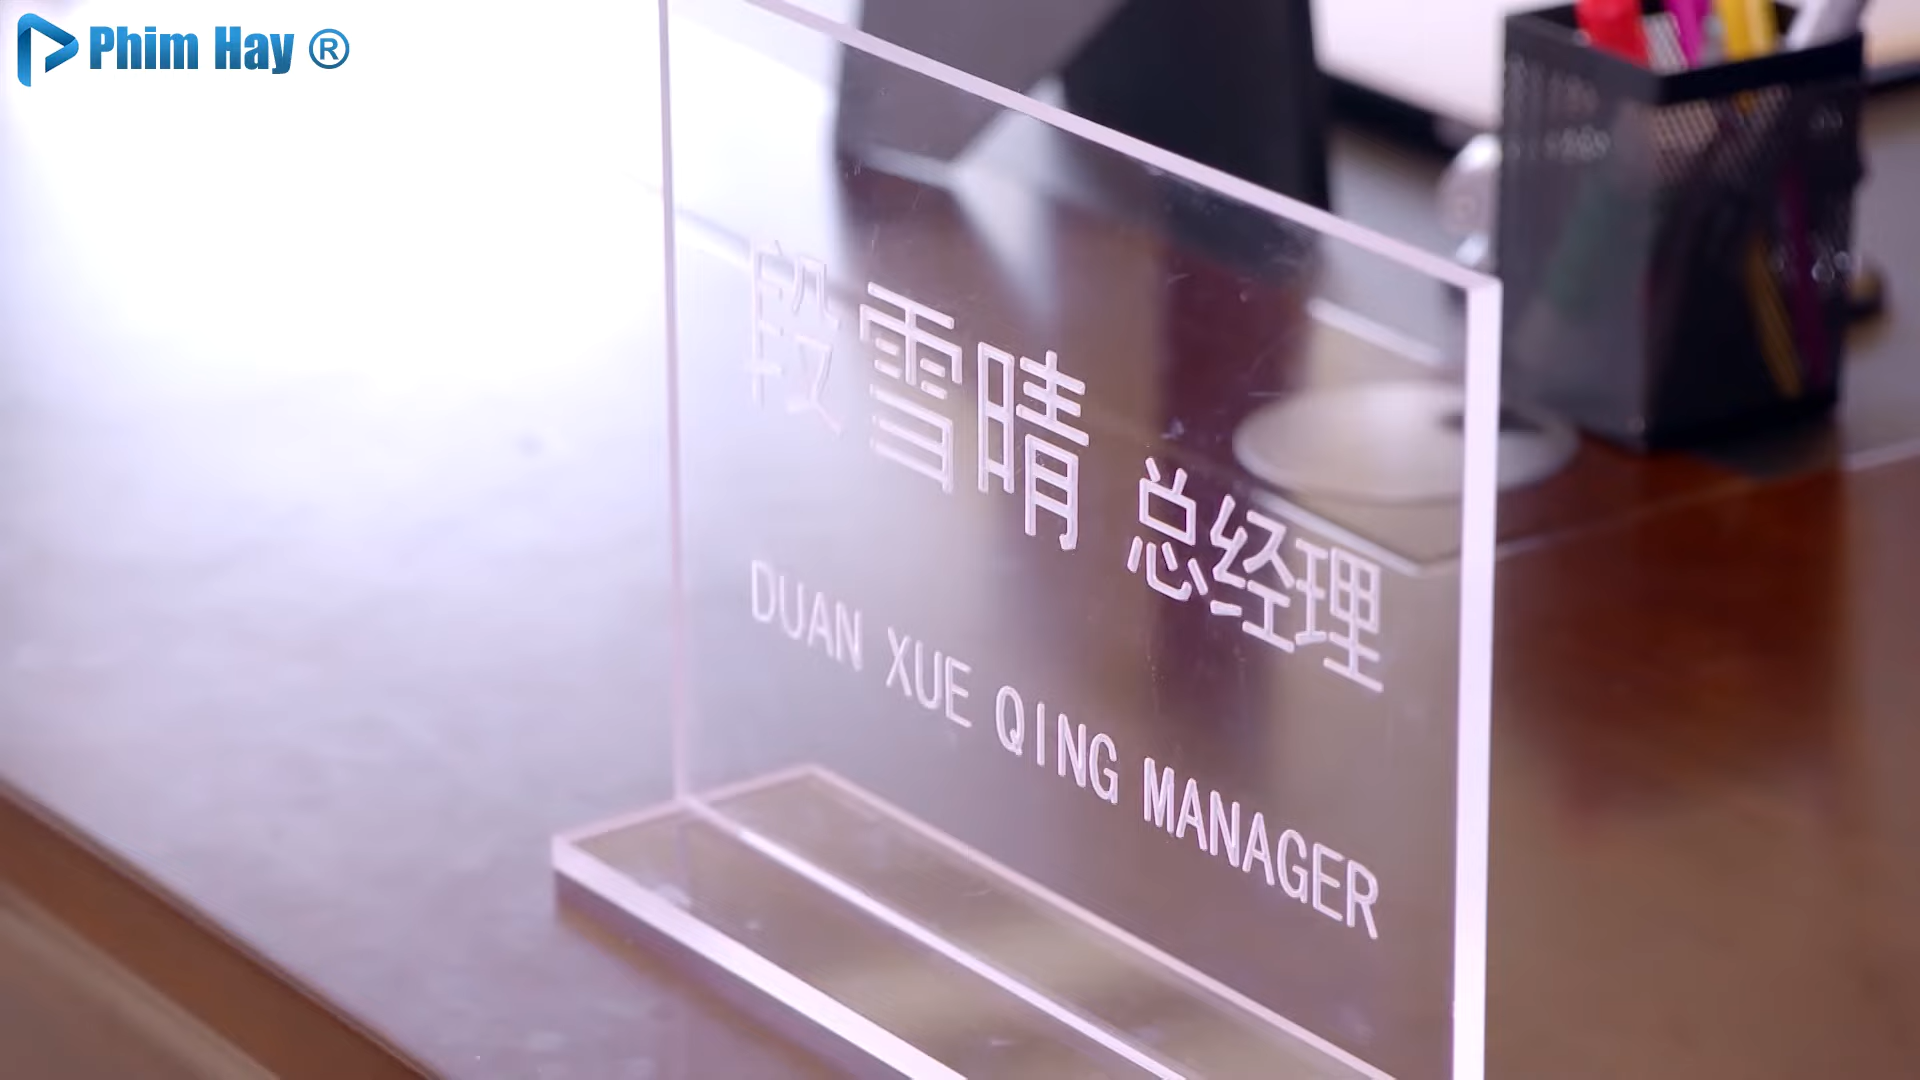 Phim Hay ®
段雪晴 总经理
DUAN XUE QING MANAGER